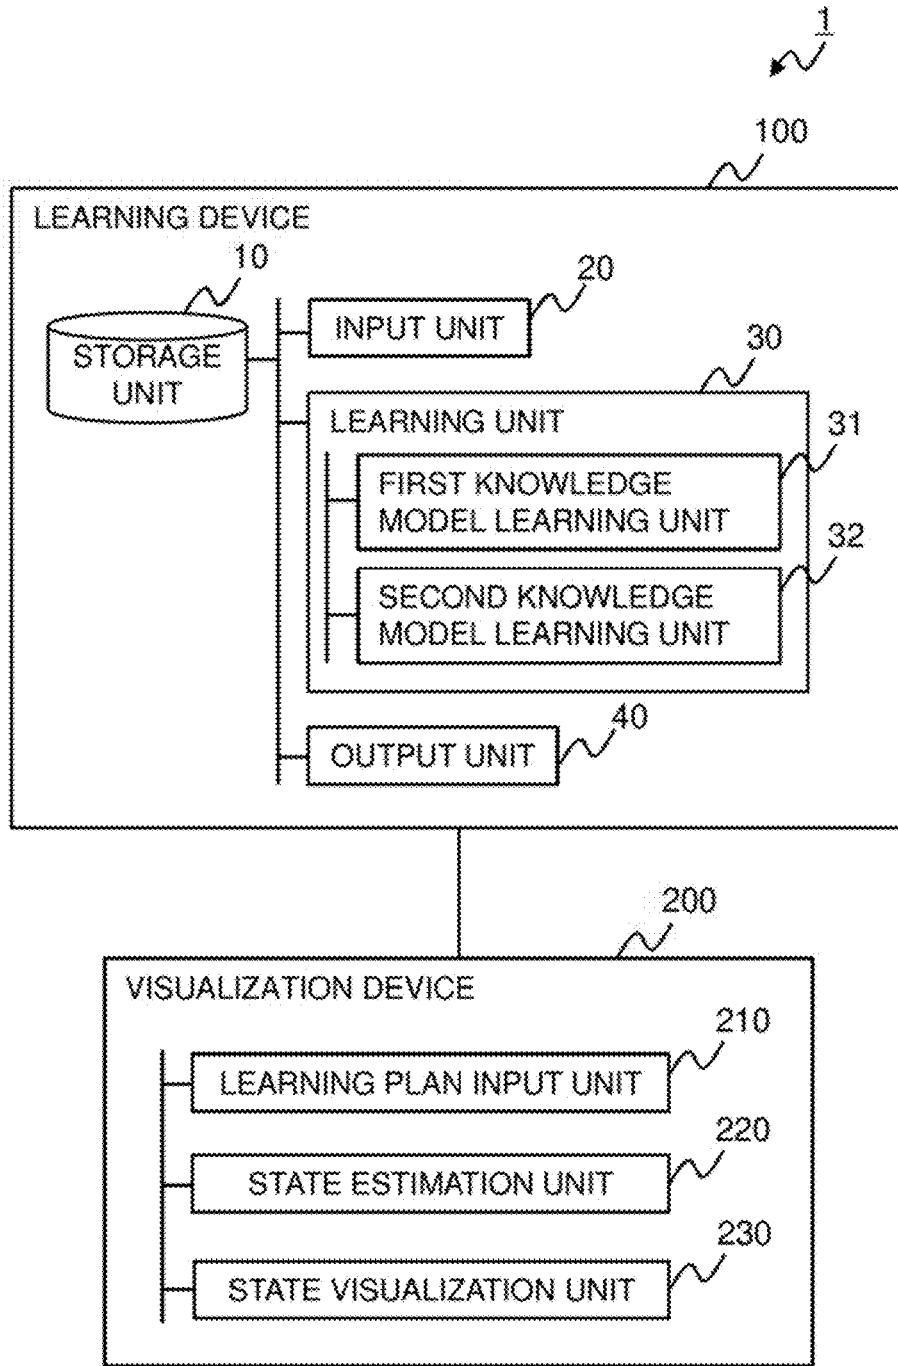 1
100
LEARNING DEVICE
10
20
STORAGE
UNIT
INPUT UNIT
30
LEARNING UNIT
31
FIRST KNOWLEDGE
MODEL LEARNING UNIT
32
SECOND KNOWLEDGE
MODEL LEARNING UNIT
40
OUTPUT UNIT
200
VISUALIZATION DEVICE
210
LEARNING PLAN INPUT UNIT
220
STATE ESTIMATION UNIT
230
STATE VISUALIZATION UNIT